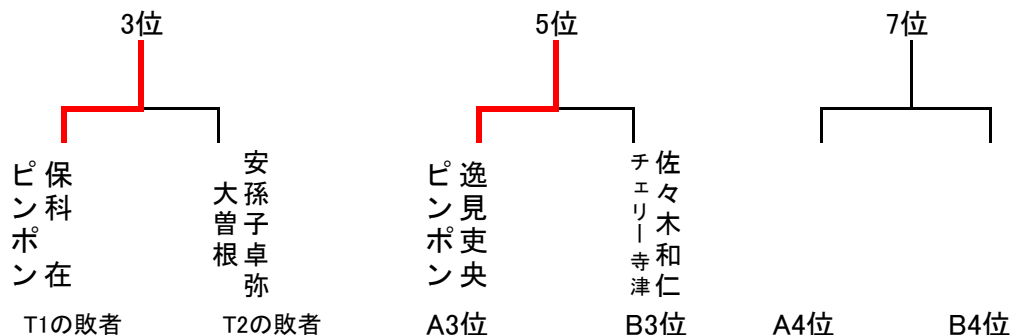 3位
5位
7位
保科 在
ピンポン
安孫子卓弥
大曽根
逸見吏央
ピンポン
佐々木和仁
チェリー寺津
T1の敗者
T2の敗者
A3位
B3位
A4位
B4位